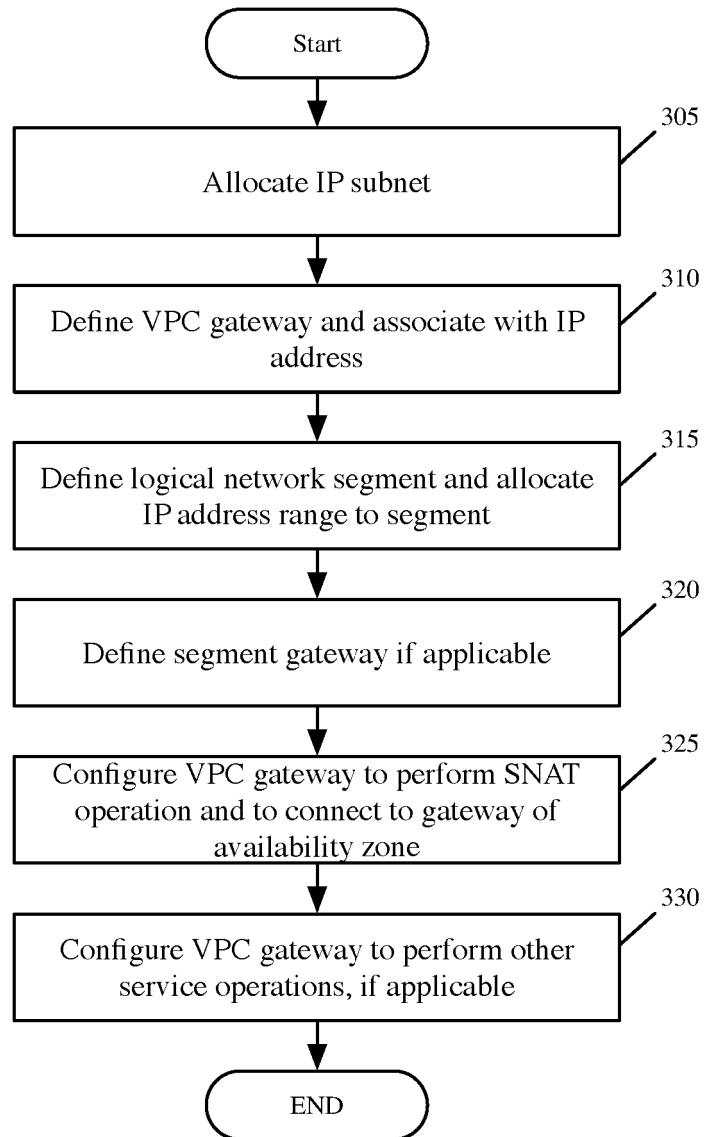 Start
305
Allocate IP subnet
310
Define VPC gateway and associate with IP
address
315
Define logical network segment and allocate
IP address range to segment
320
Define segment gateway if applicable
325
Configure VPC gateway to perform SNAT
operation and to connect to gateway of
availability zone
330
Configure VPC gateway to perform other
service operations, if applicable
END